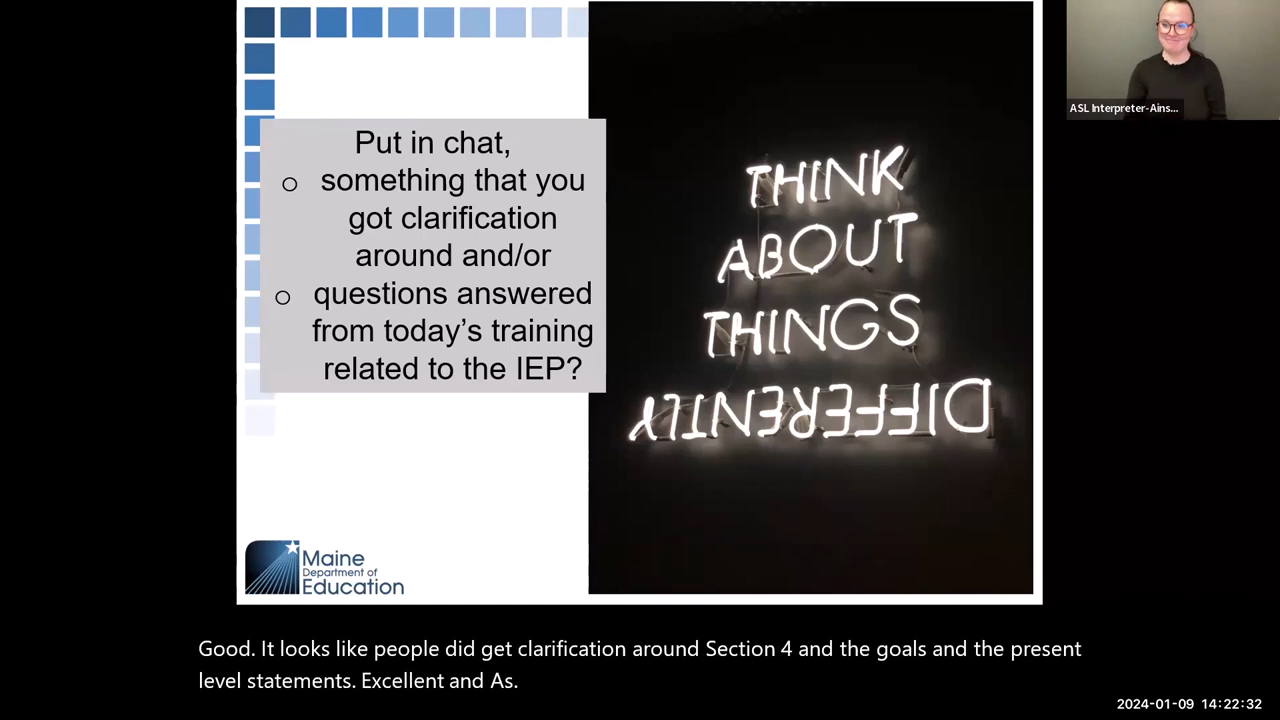 Put in chat,
o something that you
got clarification
around and/or
o questions answered
from today's training
related to the IEP?
THINK
ABOUT
THINGS
DIFFERENTLY
Maine
Department of
Education
ASL Interpreter-Ains...
Good. It looks like people did get clarification around Section 4 and the goals and the present
level statements. Excellent and As.
2024-01-09 14:22:32